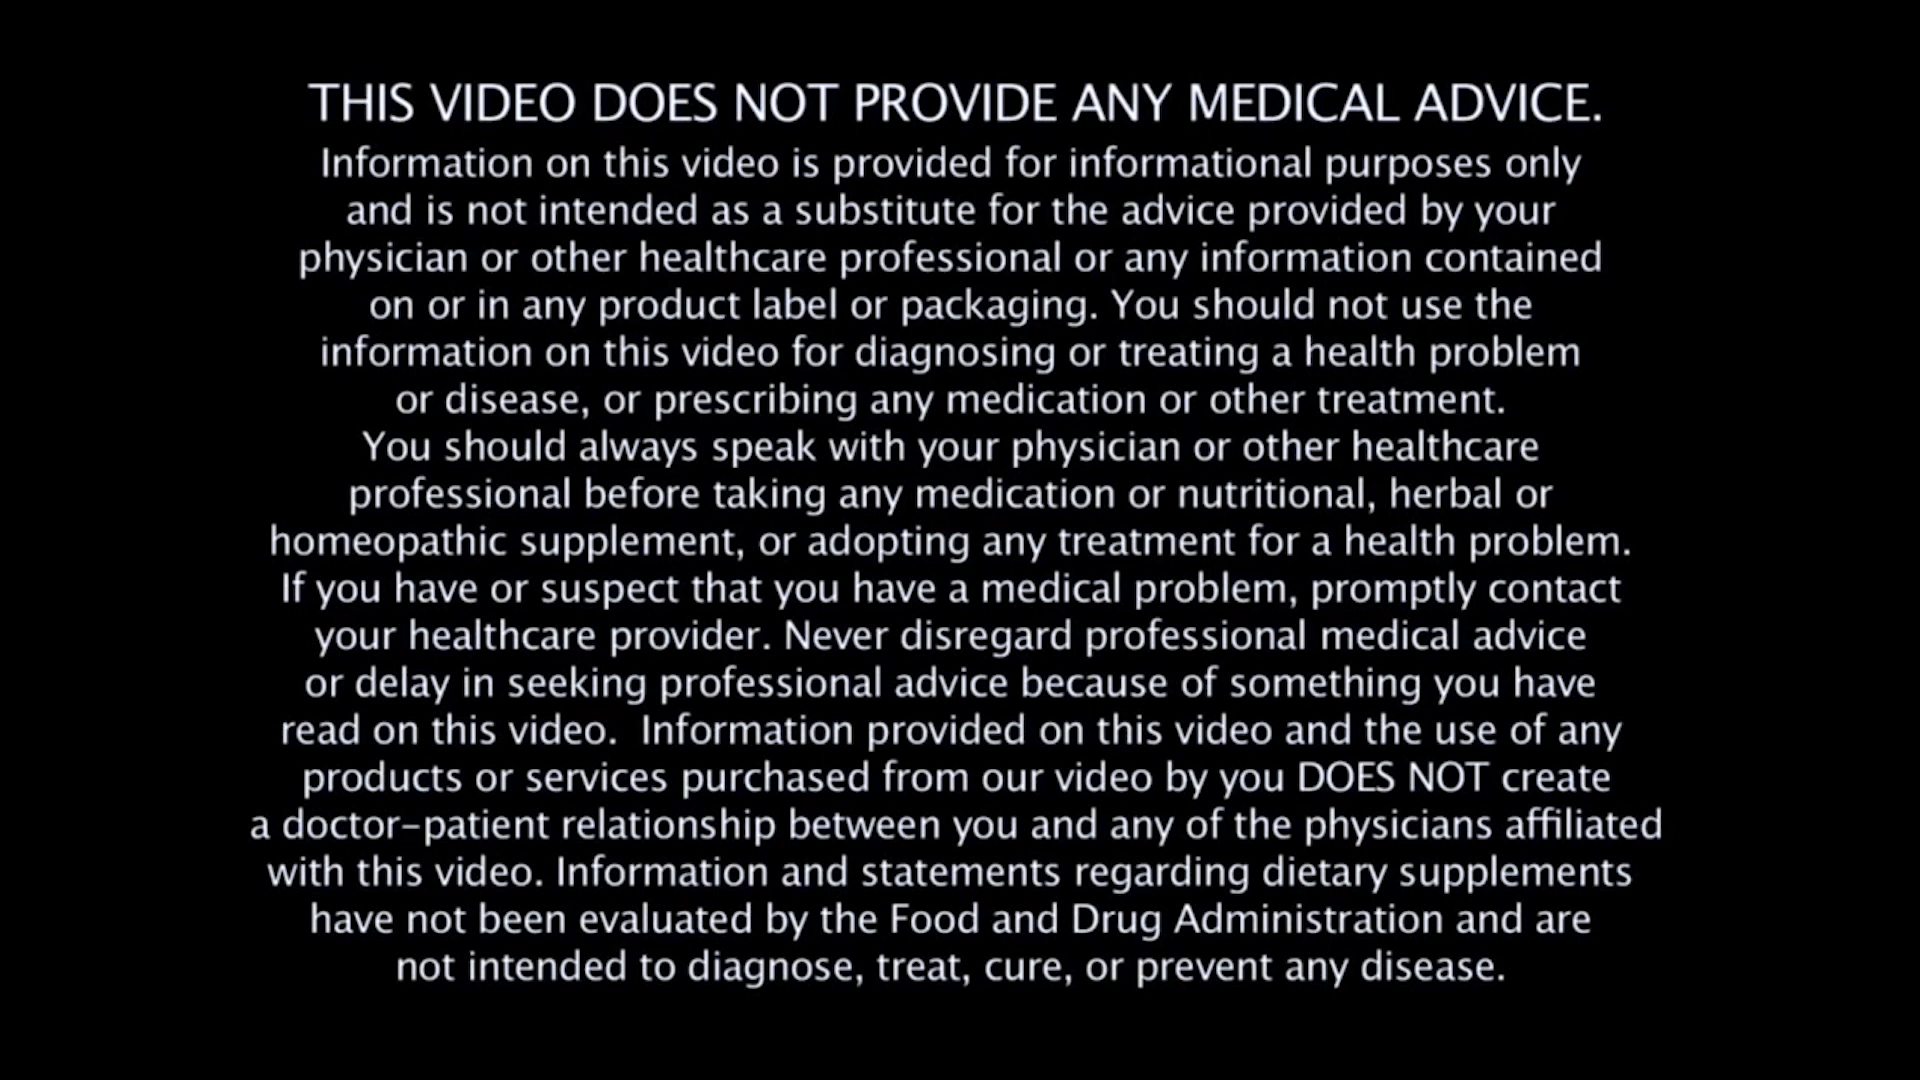 THIS VIDEO DOES NOT PROVIDE ANY MEDICAL ADVICE.
Information on this video is provided for informational purposes only
and is not intended as a substitute for the advice provided by your
physician or other healthcare professional or any information contained
on or in any product label or packaging. You should not use the
information on this video for diagnosing or treating a health problem
or disease, or prescribing any medication or other treatment.
You should always speak with your physician or other healthcare
professional before taking any medication or nutritional, herbal or
homeopathic supplement, or adopting any treatment for a health problem.
If you have or suspect that you have a medical problem, promptly contact
your healthcare provider. Never disregard professional medical advice
or delay in seeking professional advice because of something you have
read on this video.  Information provided on this video and the use of any
products or services purchased from our video by you DOES NOT create
a doctor–patient relationship between you and any of the physicians affiliated
with this video. Information and statements regarding dietary supplements
have not been evaluated by the Food and Drug Administration and are
not intended to diagnose, treat, cure, or prevent any disease.